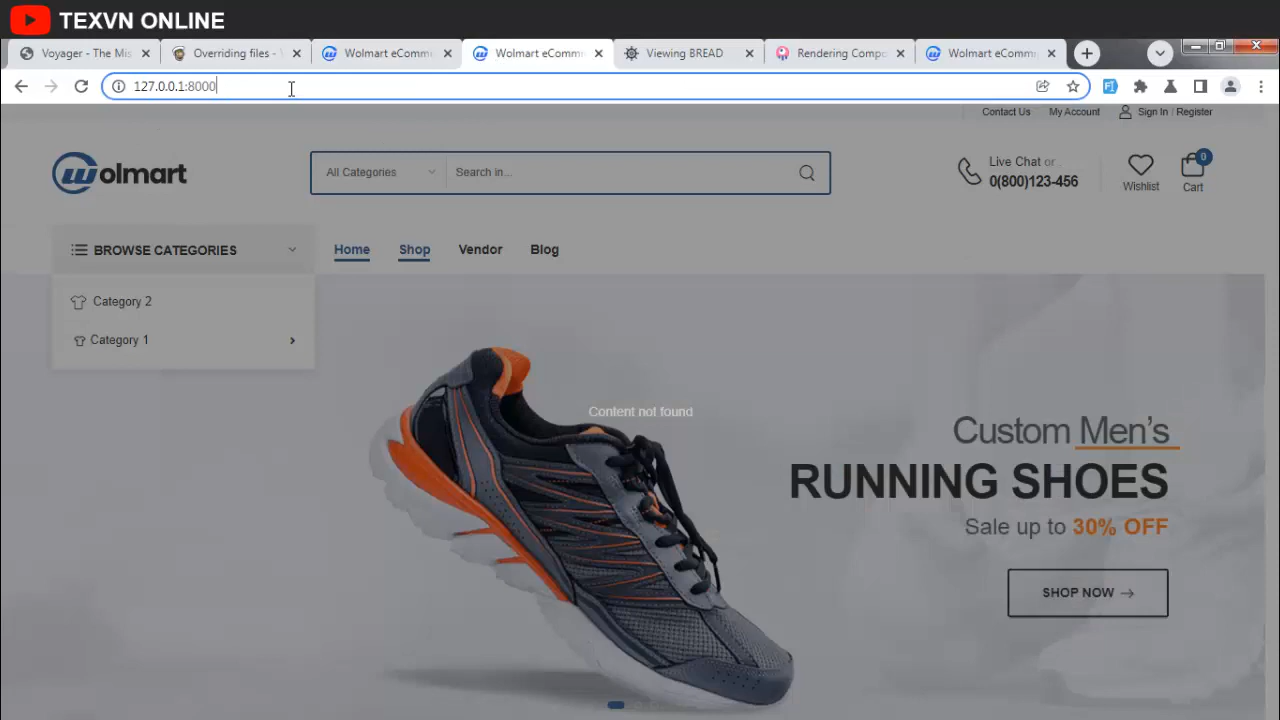 TEXVN ONLINE
Voyager - The Mis
Overriding files -
Wolmart eComm
Wolmart eComm
Viewing BREAD
Rendering Compo
Wolmart eComm
127.0.0.1:8000
Contact Us My Account Sign In / Register
Wolmart
All Categories Search in...
Live Chat or
0(800)123-456
Wishlist
0
Cart
BROWSE CATEGORIES
Home Shop Vendor Blog
Category 2
Category 1
Content not found
Custom Men's
RUNNING SHOES
Sale up to 30% OFF
SHOP NOW